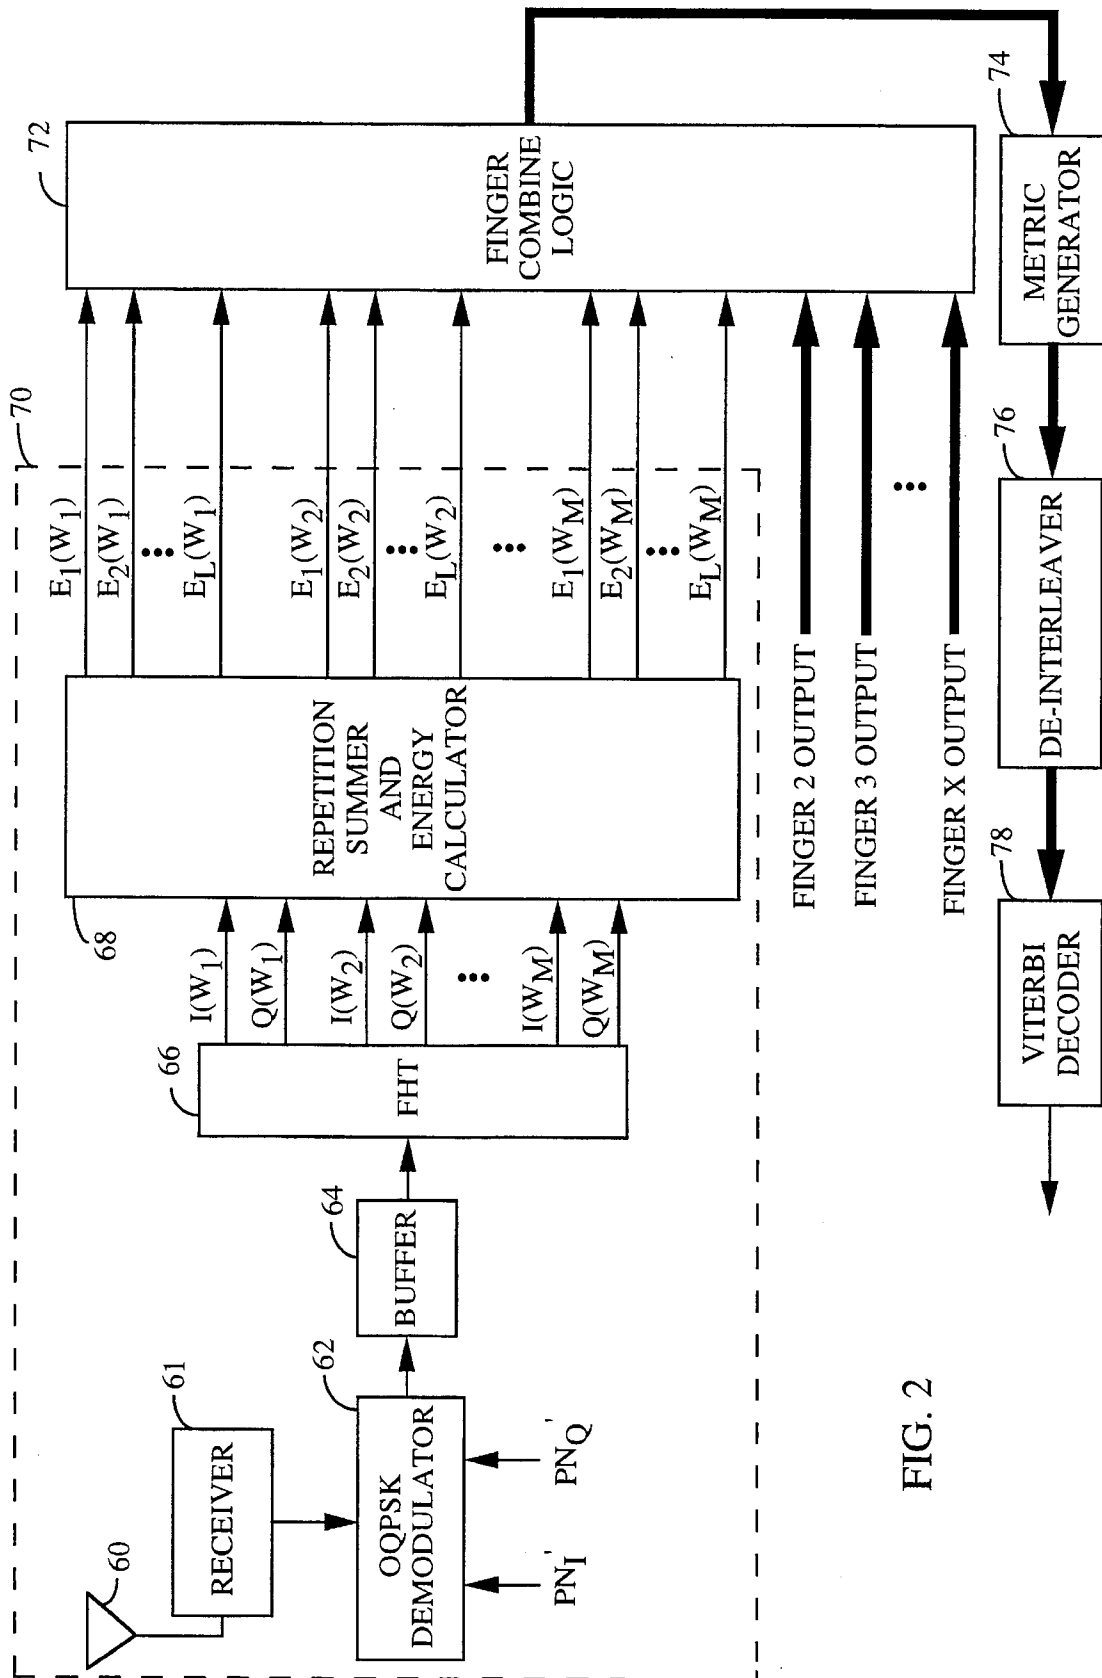 60
61
RECEIVER
62
OQPSK
DEMODULATOR
PN_I'
PN_Q'
64
BUFFER
66
FHT
I(W_1)
Q(W_1)
I(W_2)
Q(W_2)
•••
I(W_M)
Q(W_M)
68
REPETITION
SUMMER
AND
ENERGY
CALCULATOR
70
E_1(W_1)
E_2(W_1)
•••
E_L(W_1)
E_1(W_2)
E_2(W_2)
•••
E_L(W_2)
•••
E_1(W_M)
E_2(W_M)
•••
E_L(W_M)
72
FINGER
COMBINE
LOGIC
FINGER 2 OUTPUT
FINGER 3 OUTPUT
•••
FINGER X OUTPUT
74
METRIC
GENERATOR
76
DE-INTERLEAVER
78
VITERBI
DECODER
FIG. 2